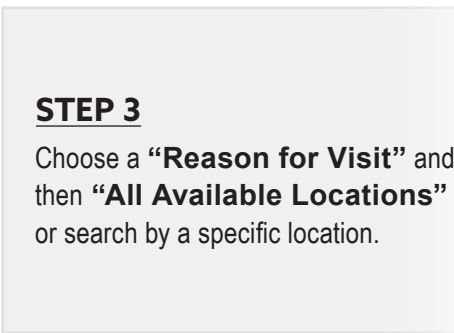 STEP 3
Choose a “Reason for Visit” and
then “All Available Locations”
or search by a specific location.